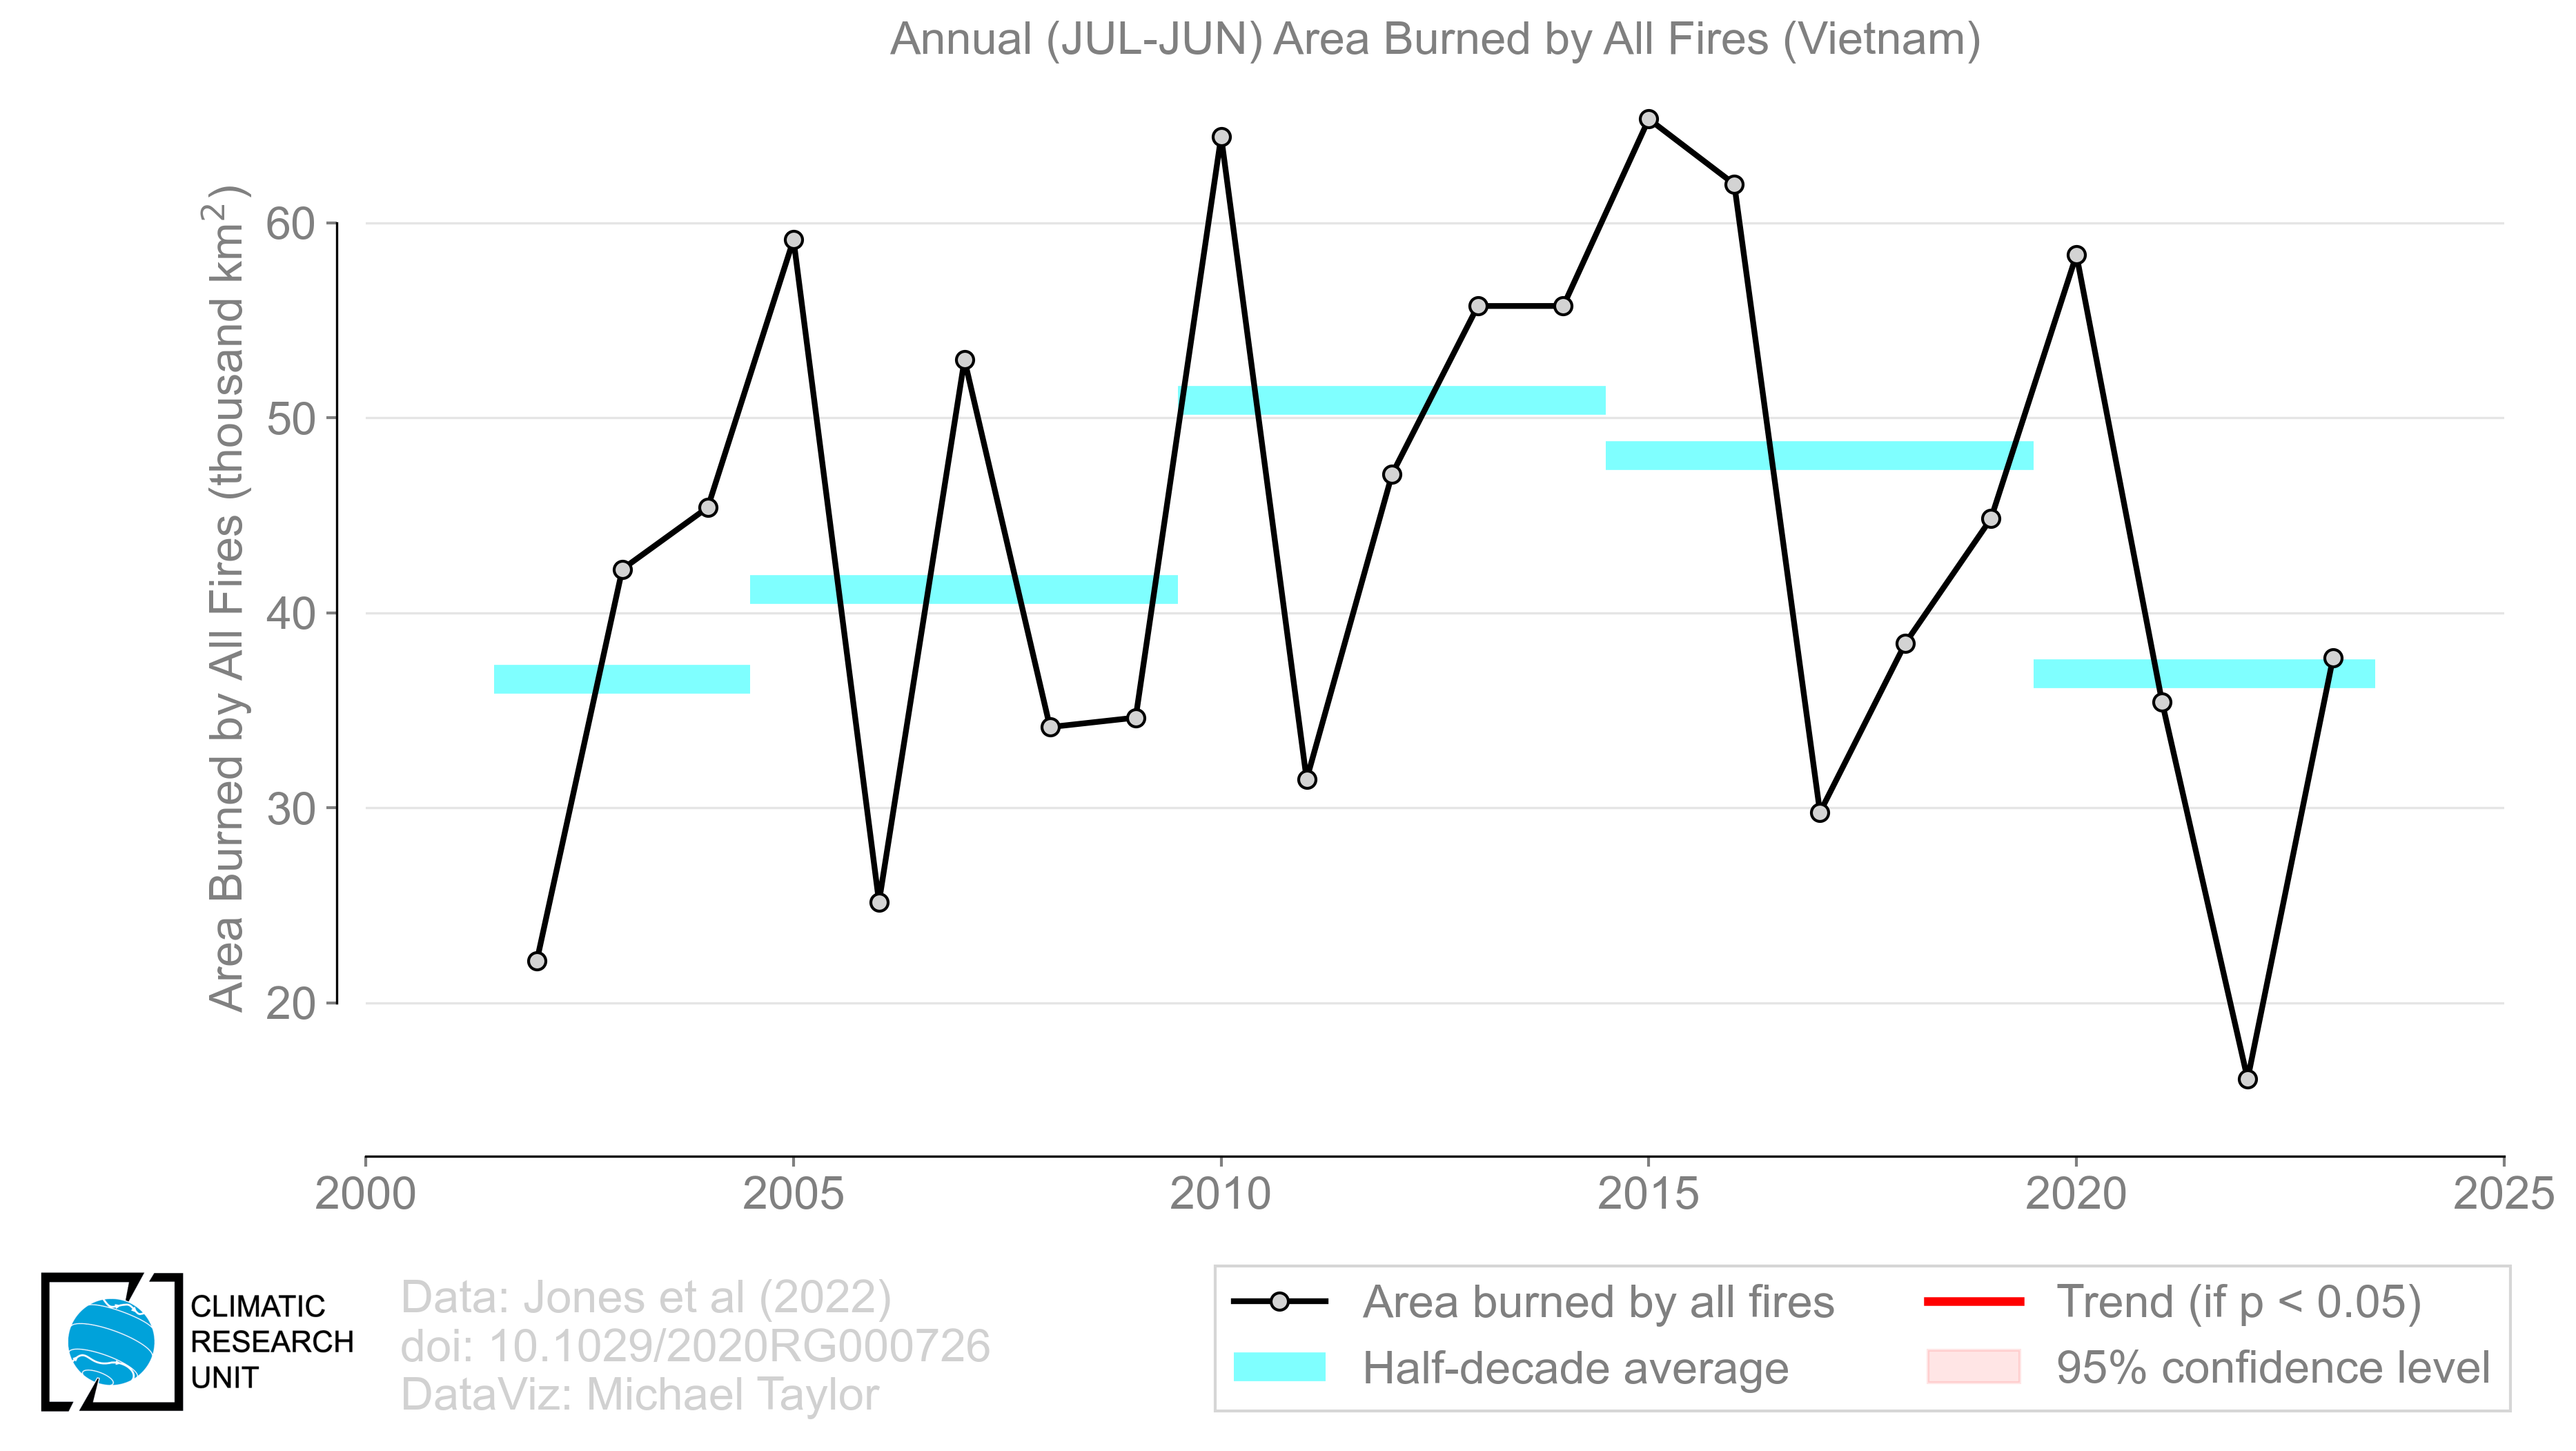 Annual (JUL-JUN) Area Burned by All Fires (Vietnam)
Area Burned by All Fires (thousand km²)
60
50
40
30
20
2000 2005 2010 2015 2020 2025
CLIMATIC
RESEARCH
UNIT
Data: Jones et al (2022)
doi: 10.1029/2020RG000726
DataViz: Michael Taylor
Area burned by all fires
Half-decade average
Trend (if p < 0.05)
95% confidence level